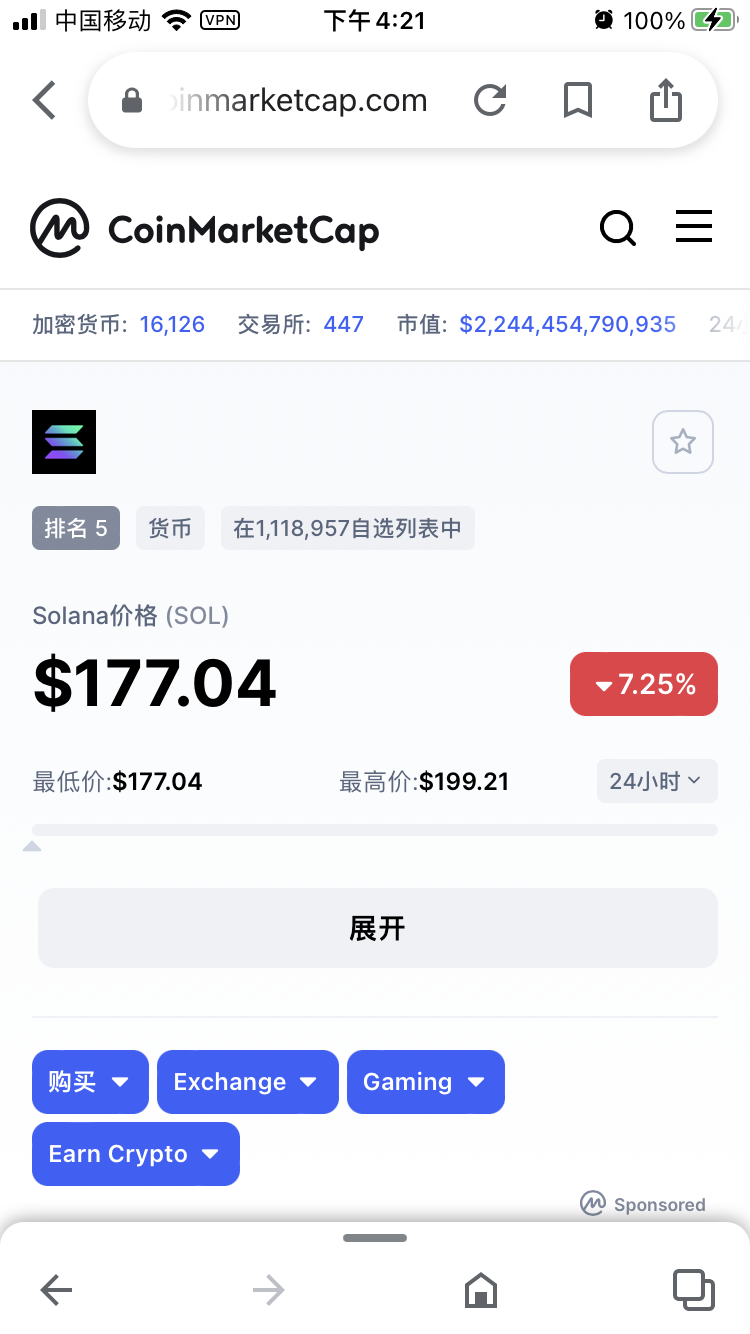 中国移动 VPN 下午4:21 100%
inmarketcap.com
CoinMarketCap
加密货币: 16,126 交易所: 447 市值: $2,244,454,790,935 24
排名 5 货币 在1,118,957自选列表中
Solana价格 (SOL)
$177.04 7.25%
最低价:$177.04 最高价:$199.21 24小时
展开
购买 Exchange Gaming
Earn Crypto
Sponsored